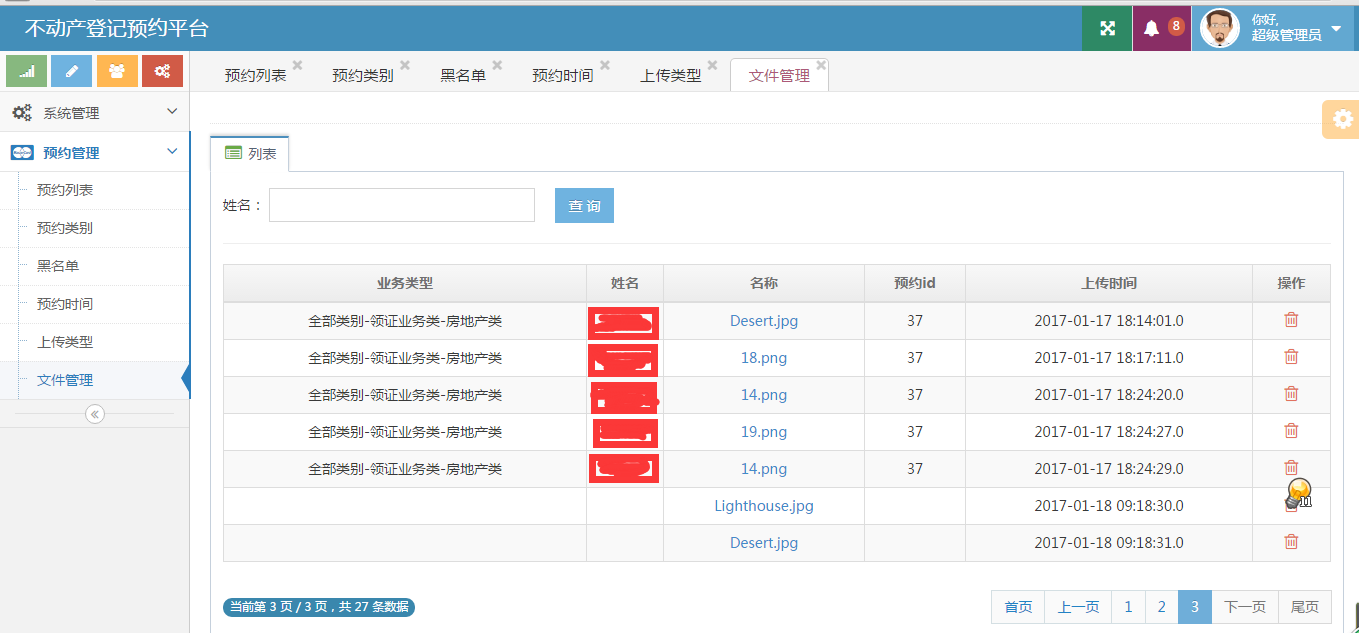 不动产登记预约平台
8
你好,
超级管理员
预约列表
预约类别
黑名单
预约时间
上传类型
文件管理
系统管理
预约管理
预约列表
预约类别
黑名单
预约时间
上传类型
文件管理
列表
姓名：
查 询
业务类型 姓名 名称 预约id 上传时间 操作
全部类别-领证业务类-房地产类 Desert.jpg 37 2017-01-17 18:14:01.0
全部类别-领证业务类-房地产类 18.png 37 2017-01-17 18:17:11.0
全部类别-领证业务类-房地产类 14.png 37 2017-01-17 18:24:20.0
全部类别-领证业务类-房地产类 19.png 37 2017-01-17 18:24:27.0
全部类别-领证业务类-房地产类 14.png 37 2017-01-17 18:24:29.0
Lighthouse.jpg 2017-01-18 09:18:30.0
Desert.jpg 2017-01-18 09:18:31.0
当前第 3 页 / 3 页，共 27 条数据
首页 上一页 1 2 3 下一页 尾页